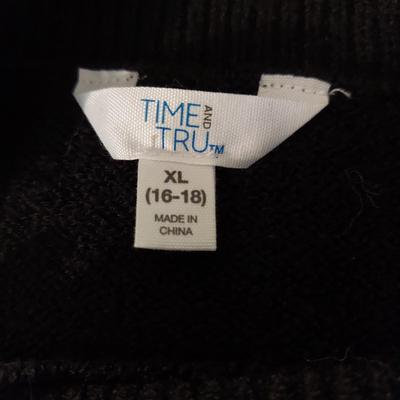 TIME AND
TRU™
XL
(16-18)
MADE IN
CHINA